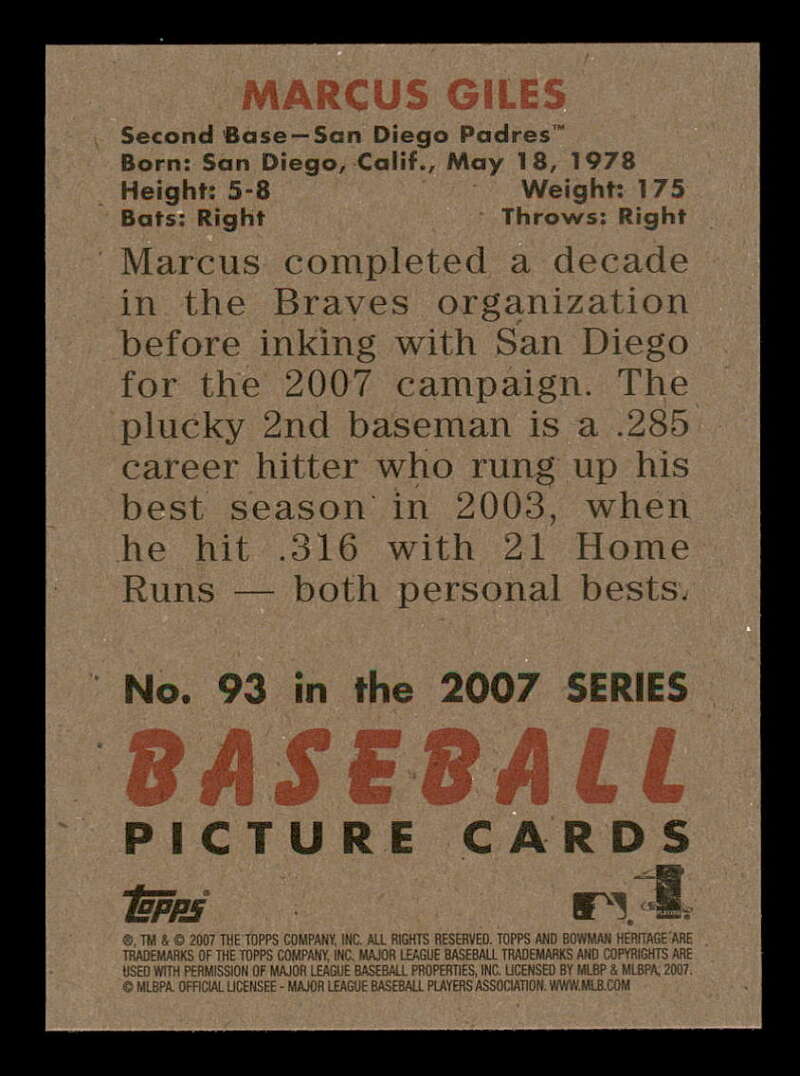 MARCUS GILES
Second Base—San Diego Padres™
Born: San Diego, Calif., May 18, 1978
Height: 5-8 Weight: 175
Bats: Right Throws: Right
Marcus completed a decade
in the Braves organization
before inking with San Diego
for the 2007 campaign. The
plucky 2nd baseman is a .285
career hitter who rung up his
best season in 2003, when
he hit .316 with 21 Home
Runs — both personal bests.
No. 93 in the 2007 SERIES
BASEBALL
PICTURE CARDS
topps®
®, TM & © 2007 THE TOPPS COMPANY, INC. ALL RIGHTS RESERVED. TOPPS AND BOWMAN HERITAGE ARE
TRADEMARKS OF THE TOPPS COMPANY, INC. MAJOR LEAGUE BASEBALL TRADEMARKS AND COPYRIGHTS ARE
USED WITH PERMISSION OF MAJOR LEAGUE BASEBALL PROPERTIES, INC. LICENSED BY MLBP & MLBPA, 2007.
© MLBPA. OFFICIAL LICENSEE - MAJOR LEAGUE BASEBALL PLAYERS ASSOCIATION. WWW.MLB.COM